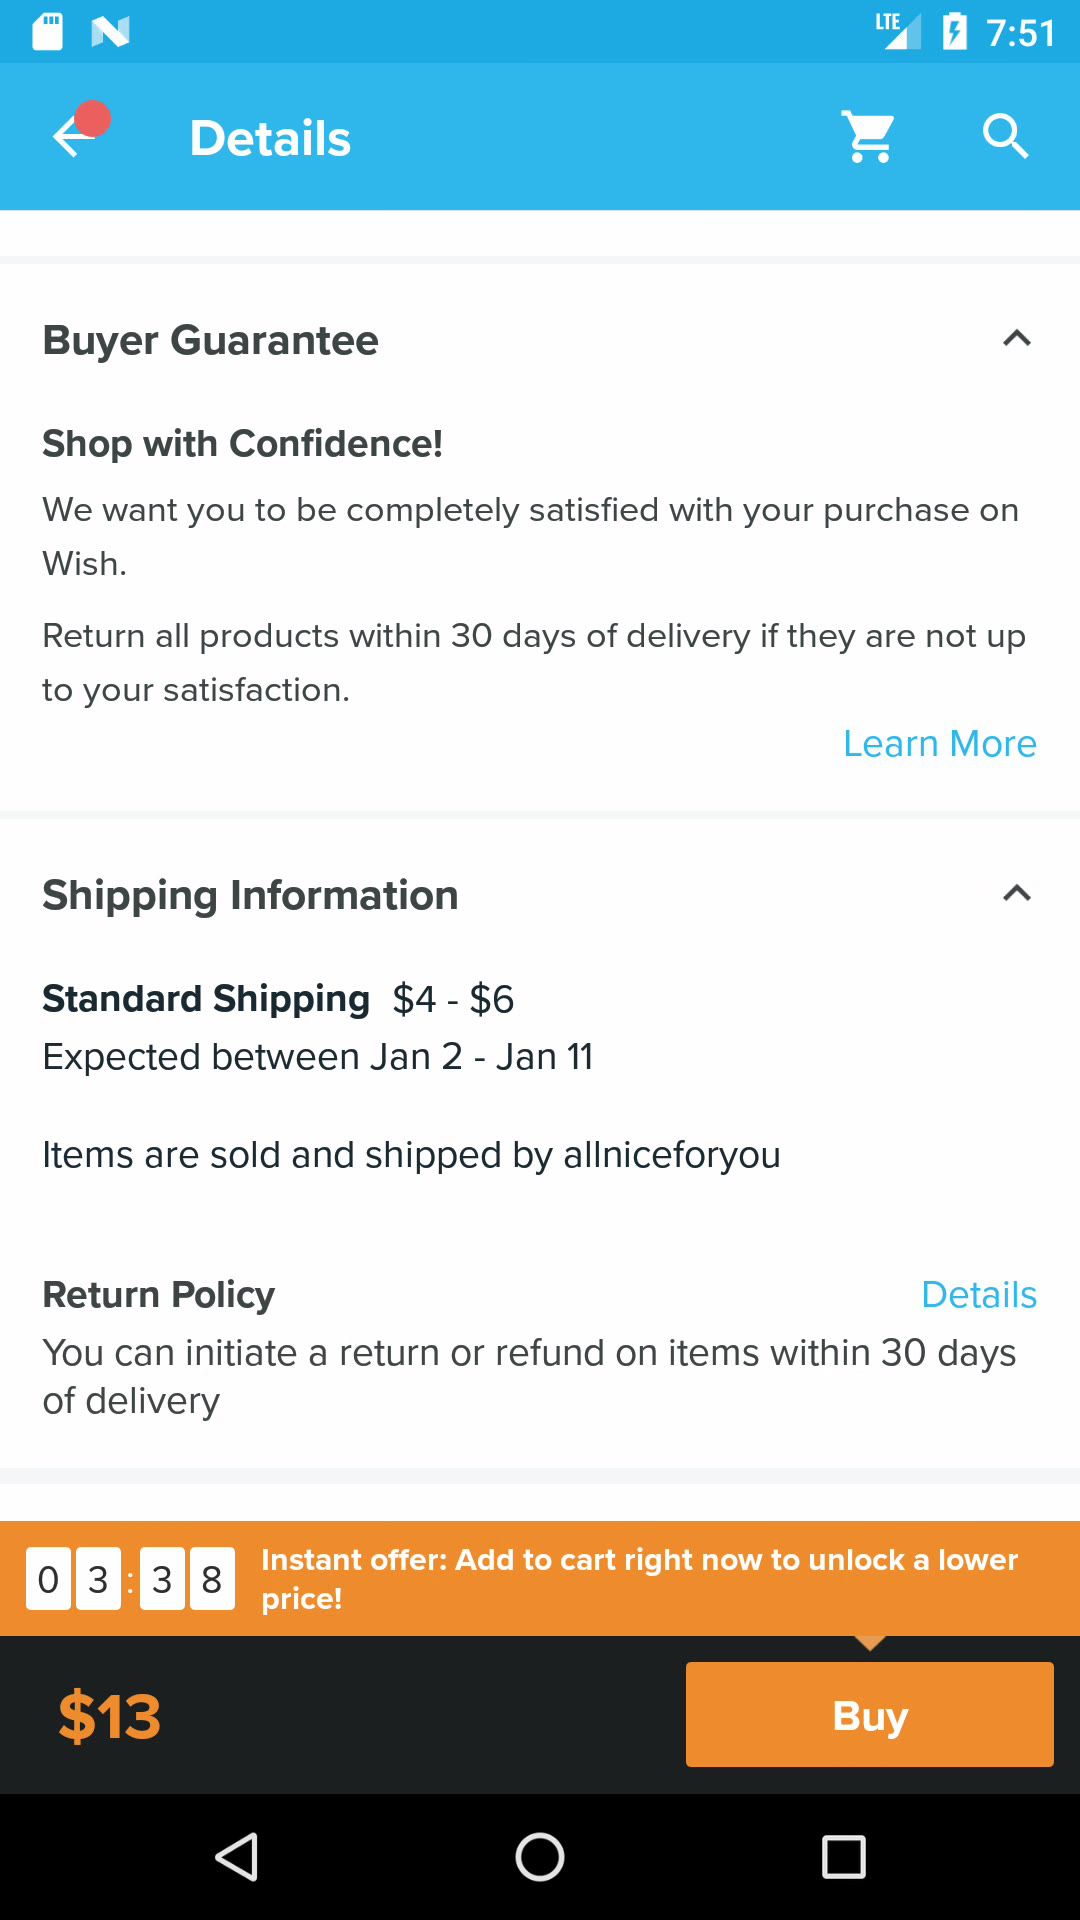 LTE 7:51
Details
Buyer Guarantee
Shop with Confidence!
We want you to be completely satisfied with your purchase on
Wish.
Return all products within 30 days of delivery if they are not up
to your satisfaction.
Learn More
Shipping Information
Standard Shipping $4 - $6
Expected between Jan 2 - Jan 11
Items are sold and shipped by allniceforyou
Return Policy Details
You can initiate a return or refund on items within 30 days
of delivery
03:38 Instant offer: Add to cart right now to unlock a lower
price!
$13 Buy